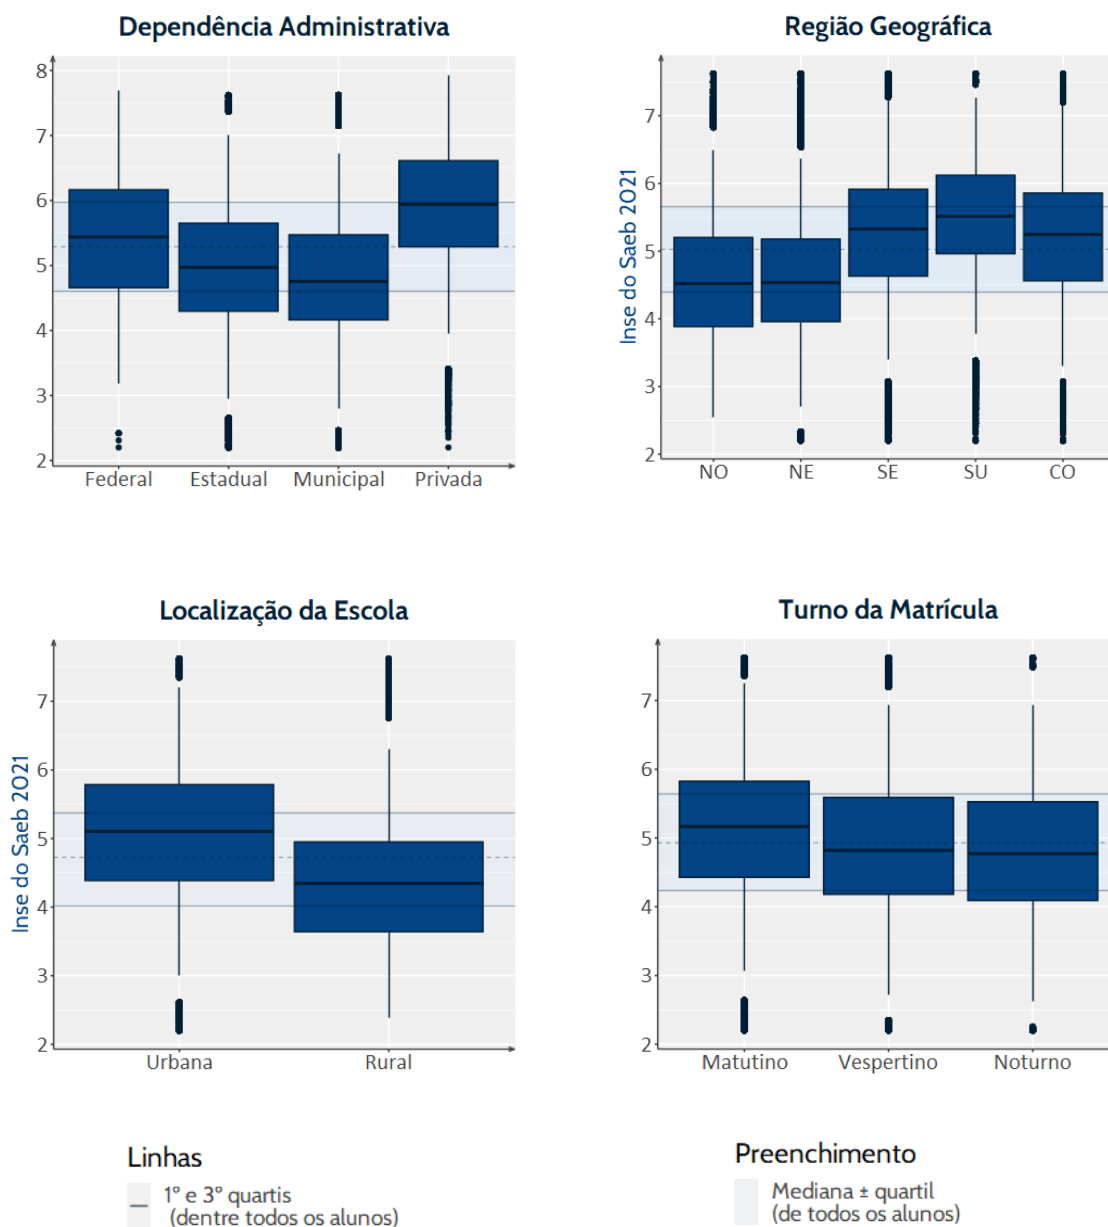 Dependência Administrativa
8
7
6
5
4
3
2
Federal Estadual Municipal Privada
Região Geográfica
Inse do Saeb 2021
7
6
5
4
3
2
NO NE SE SU CO
Localização da Escola
Inse do Saeb 2021
7
6
5
4
3
2
Urbana Rural
Turno da Matrícula
7
6
5
4
3
2
Matutino Vespertino Noturno
Linhas
1º e 3º quartis
(dentre todos os alunos)
Preenchimento
Mediana ± quartil
(de todos os alunos)